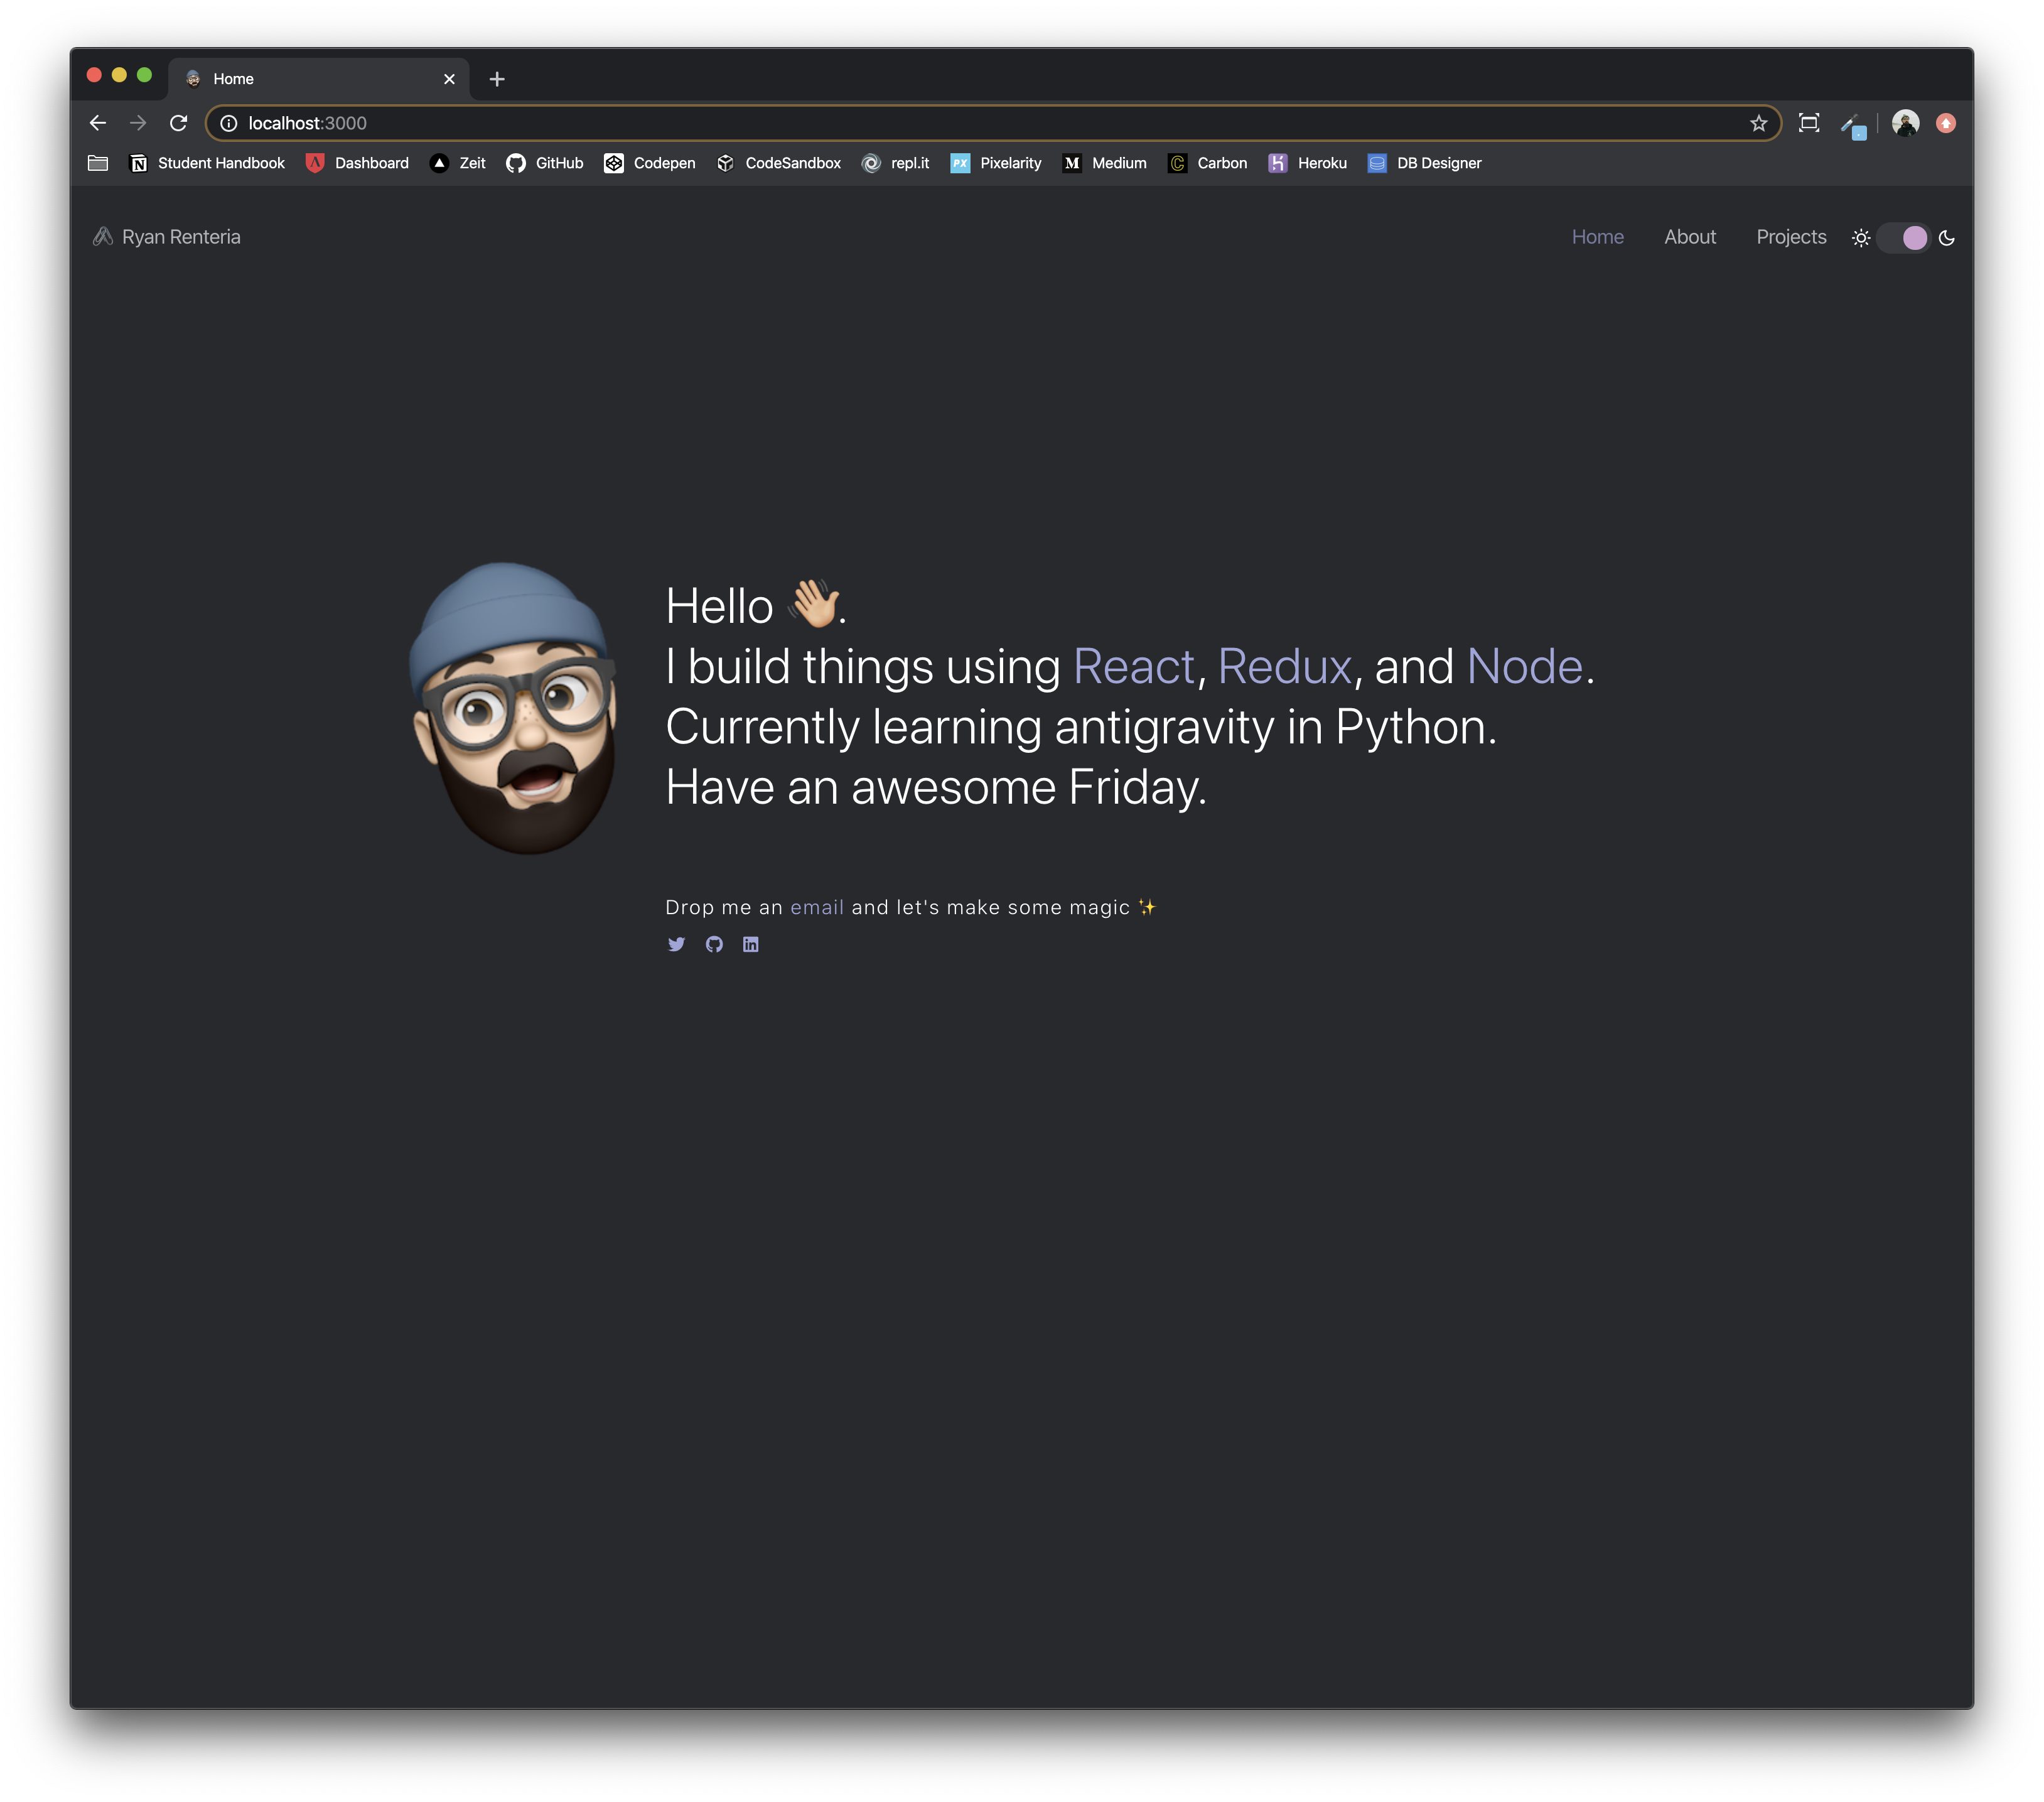 Home
localhost:3000
Student Handbook Dashboard Zeit GitHub Codepen CodeSandbox repl.it PX Pixelarity M Medium Carbon Heroku DB Designer
Ryan Renteria Home About Projects
Hello 👋🏼.
I build things using React, Redux, and Node.
Currently learning antigravity in Python.
Have an awesome Friday.
Drop me an email and let's make some magic ✨